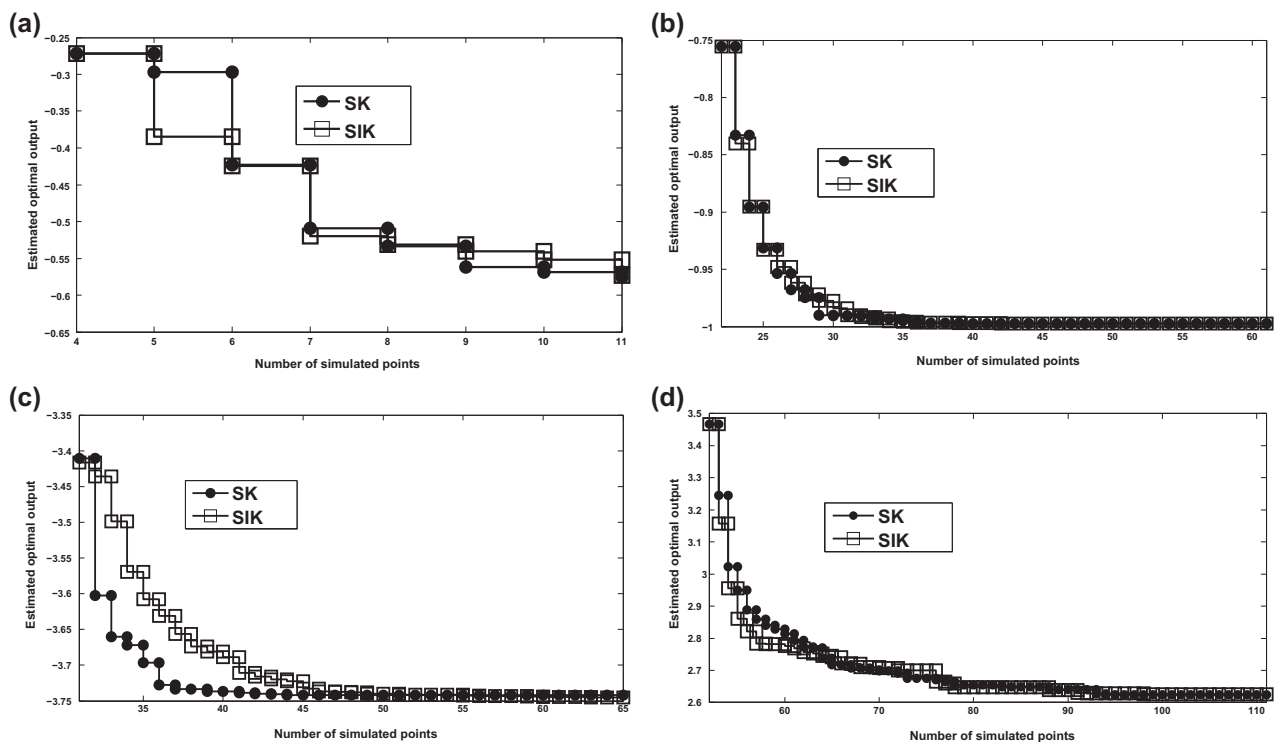 (a)
−0.25
−0.3
−0.35
−0.4
−0.45
−0.5
−0.55
−0.6
−0.65
Estimated optimal output
SK
SIK
4 5 6 7 8 9 10 11
Number of simulated points
(b)
−0.75
−0.8
−0.85
−0.9
−0.95
−1
Estimated optimal output
SK
SIK
25 30 35 40 45 50 55 60
Number of simulated points
(c)
−3.35
−3.4
−3.45
−3.5
−3.55
−3.6
−3.65
−3.7
−3.75
Estimated optimal output
SK
SIK
35 40 45 50 55 60 65
Number of simulated points
(d)
3.5
3.4
3.3
3.2
3.1
3
2.9
2.8
2.7
2.6
Estimated optimal output
SK
SIK
60 70 80 90 100 110
Number of simulated points